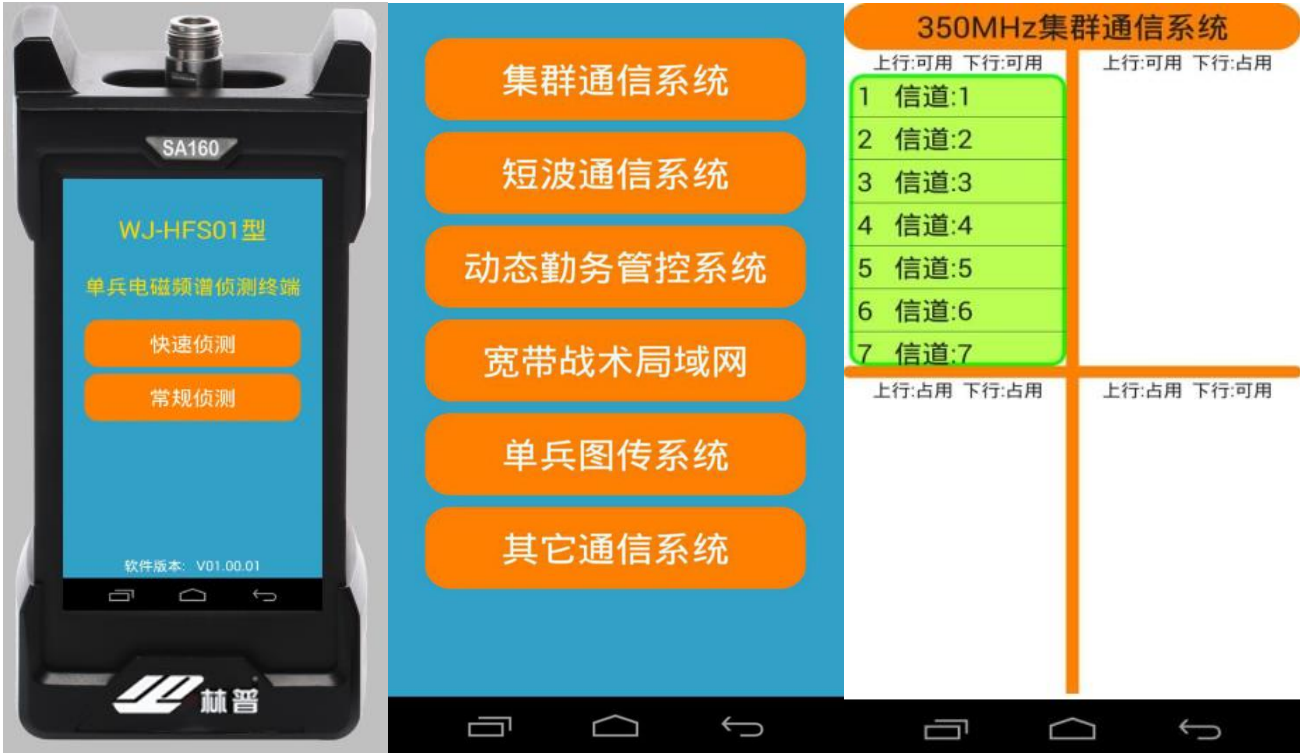 SA160
WJ-HFS01型
单兵电磁频谱侦测终端
快速侦测
常规侦测
软件版本: V01.00.01
林普
集群通信系统
短波通信系统
动态勤务管控系统
宽带战术局域网
单兵图传系统
其它通信系统
350MHz集群通信系统
上行:可用 下行:可用
上行:可用 下行:占用
1 信道:1
2 信道:2
3 信道:3
4 信道:4
5 信道:5
6 信道:6
7 信道:7
上行:占用 下行:占用
上行:占用 下行:可用